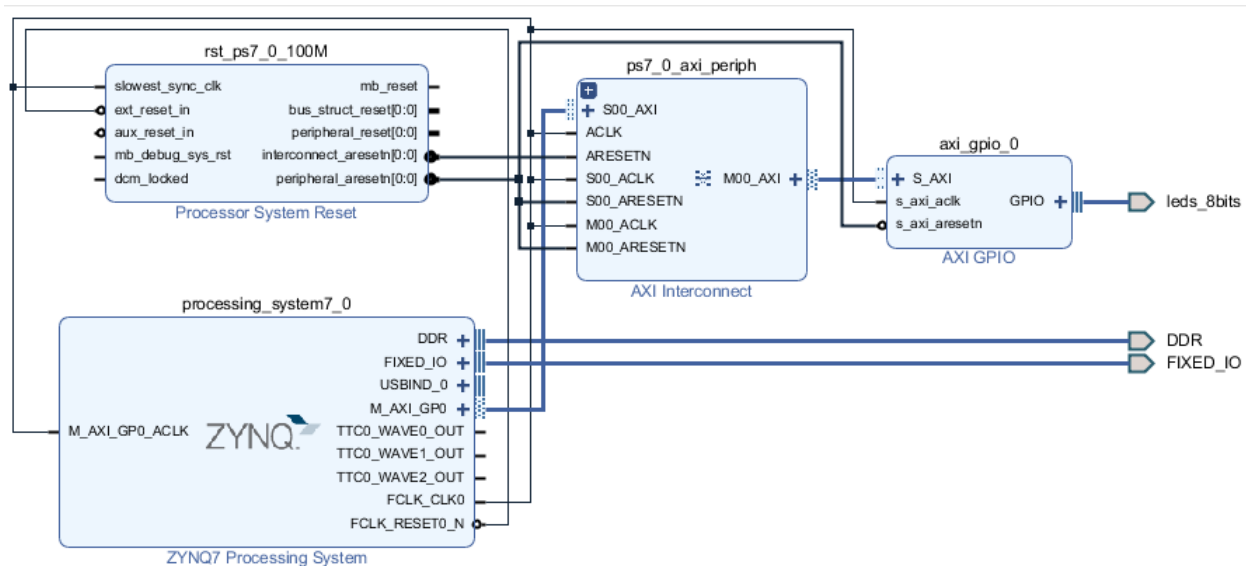 rst_ps7_0_100M
slowest_sync_clk
ext_reset_in
aux_reset_in
mb_debug_sys_rst
dcm_locked
mb_reset
bus_struct_reset[0:0]
peripheral_reset[0:0]
interconnect_aresetn[0:0]
peripheral_aresetn[0:0]
Processor System Reset
ps7_0_axi_periph
S00_AXI
ACLK
ARESETN
S00_ACLK
S00_ARESETN
M00_ACLK
M00_ARESETN
M00_AXI
AXI Interconnect
axi_gpio_0
S_AXI
s_axi_aclk
s_axi_aresetn
GPIO
AXI GPIO
leds_8bits
processing_system7_0
M_AXI_GP0_ACLK
ZYNQ
DDR
FIXED_IO
USBIND_0
M_AXI_GP0
TTC0_WAVE0_OUT
TTC0_WAVE1_OUT
TTC0_WAVE2_OUT
FCLK_CLK0
FCLK_RESET0_N
ZYNQ7 Processing System
DDR
FIXED_IO